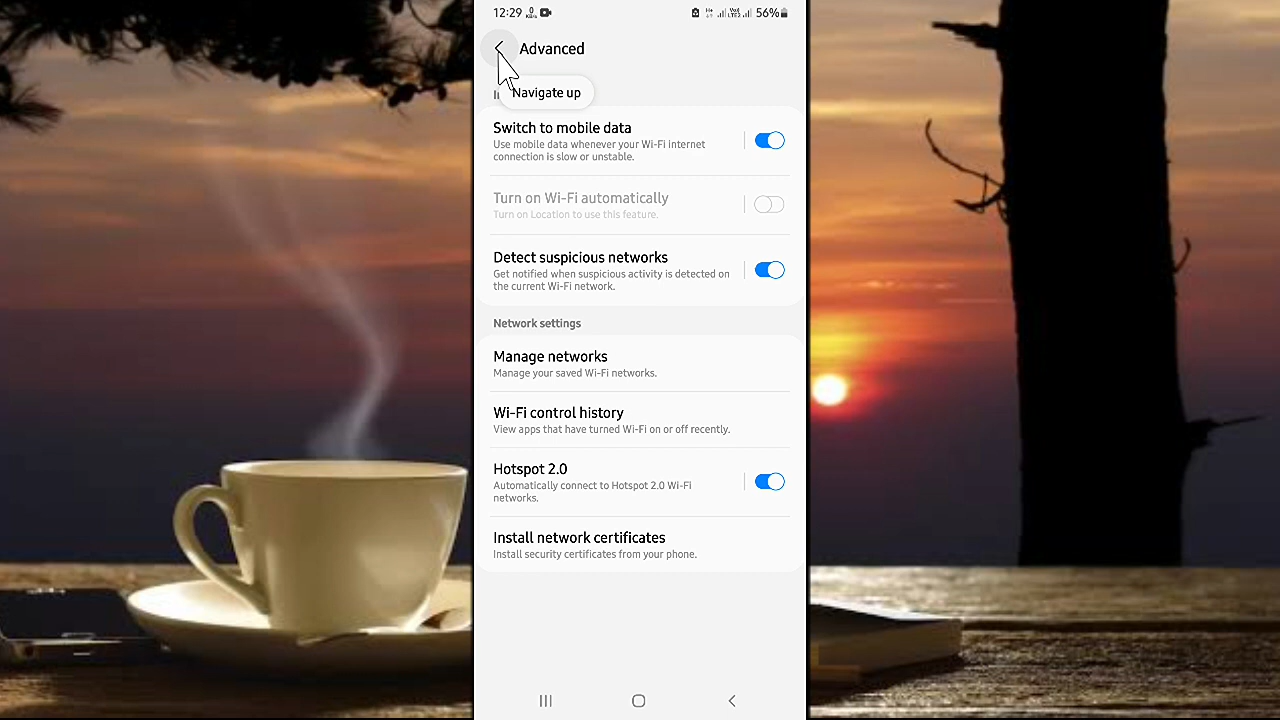 12:29
56%
Advanced
Navigate up
Switch to mobile data
Use mobile data whenever your Wi-Fi internet
connection is slow or unstable.
Turn on Wi-Fi automatically
Turn on Location to use this feature.
Detect suspicious networks
Get notified when suspicious activity is detected on
the current Wi-Fi network.
Network settings
Manage networks
Manage your saved Wi-Fi networks.
Wi-Fi control history
View apps that have turned Wi-Fi on or off recently.
Hotspot 2.0
Automatically connect to Hotspot 2.0 Wi-Fi
networks.
Install network certificates
Install security certificates from your phone.